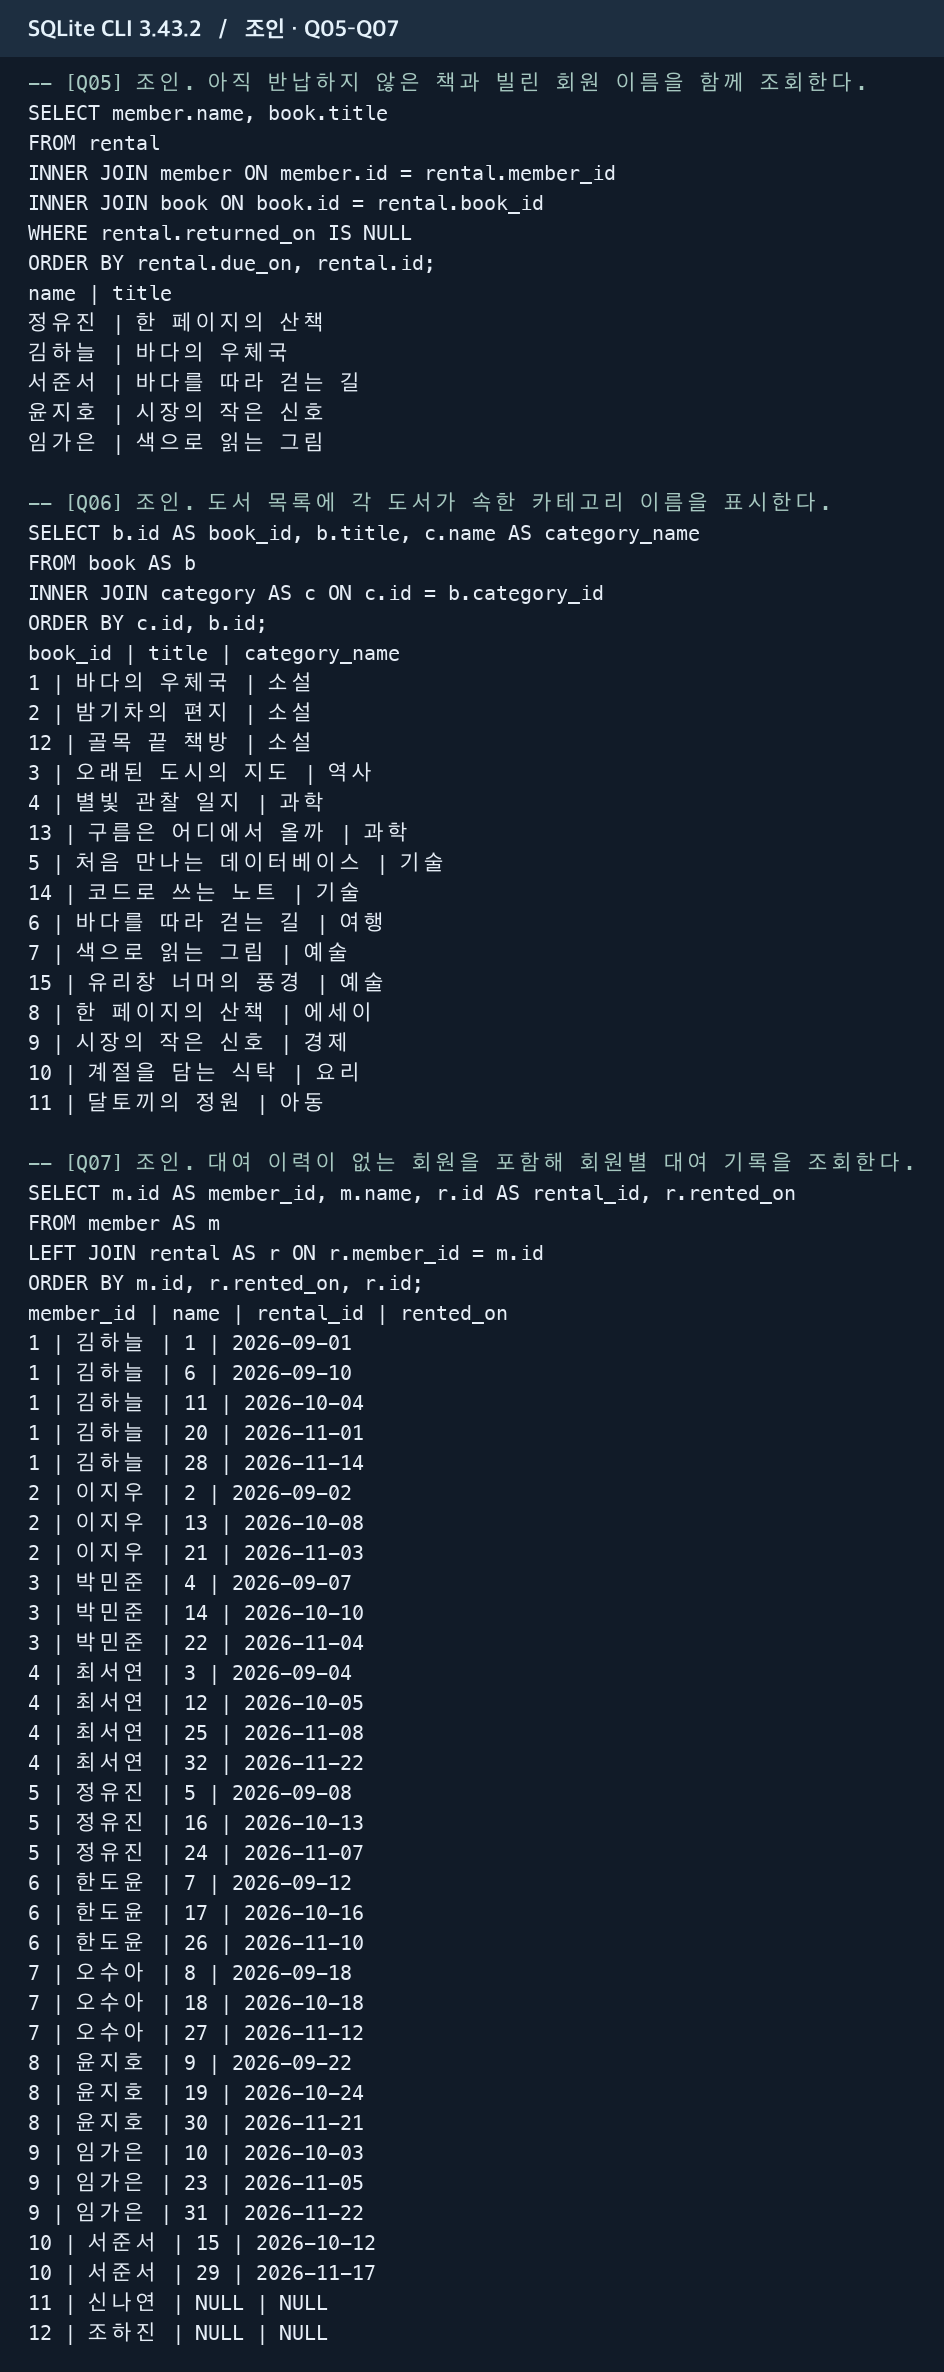 SQLite CLI 3.43.2 / 조인 · Q05-Q07
-- [Q05] 조인. 아직 반납하지 않은 책과 빌린 회원 이름을 함께 조회한다.
SELECT member.name, book.title
FROM rental
INNER JOIN member ON member.id = rental.member_id
INNER JOIN book ON book.id = rental.book_id
WHERE rental.returned_on IS NULL
ORDER BY rental.due_on, rental.id;
name | title
정유진 | 한 페이지의 산책
김하늘 | 바다의 우체국
서준서 | 바다를 따라 걷는 길
윤지호 | 시장의 작은 신호
임가은 | 색으로 읽는 그림
-- [Q06] 조인. 도서 목록에 각 도서가 속한 카테고리 이름을 표시한다.
SELECT b.id AS book_id, b.title, c.name AS category_name
FROM book AS b
INNER JOIN category AS c ON c.id = b.category_id
ORDER BY c.id, b.id;
book_id | title | category_name
1 | 바다의 우체국 | 소설
2 | 밤기차의 편지 | 소설
12 | 골목 끝 책방 | 소설
3 | 오래된 도시의 지도 | 역사
4 | 별빛 관찰 일지 | 과학
13 | 구름은 어디에서 올까 | 과학
5 | 처음 만나는 데이터베이스 | 기술
14 | 코드로 쓰는 노트 | 기술
6 | 바다를 따라 걷는 길 | 여행
7 | 색으로 읽는 그림 | 예술
15 | 유리창 너머의 풍경 | 예술
8 | 한 페이지의 산책 | 에세이
9 | 시장의 작은 신호 | 경제
10 | 계절을 담는 식탁 | 요리
11 | 달토끼의 정원 | 아동
-- [Q07] 조인. 대여 이력이 없는 회원을 포함해 회원별 대여 기록을 조회한다.
SELECT m.id AS member_id, m.name, r.id AS rental_id, r.rented_on
FROM member AS m
LEFT JOIN rental AS r ON r.member_id = m.id
ORDER BY m.id, r.rented_on, r.id;
member_id | name | rental_id | rented_on
1 | 김하늘 | 1 | 2026-09-01
1 | 김하늘 | 6 | 2026-09-10
1 | 김하늘 | 11 | 2026-10-04
1 | 김하늘 | 20 | 2026-11-01
1 | 김하늘 | 28 | 2026-11-14
2 | 이지우 | 2 | 2026-09-02
2 | 이지우 | 13 | 2026-10-08
2 | 이지우 | 21 | 2026-11-03
3 | 박민준 | 4 | 2026-09-07
3 | 박민준 | 14 | 2026-10-10
3 | 박민준 | 22 | 2026-11-04
4 | 최서연 | 3 | 2026-09-04
4 | 최서연 | 12 | 2026-10-05
4 | 최서연 | 25 | 2026-11-08
4 | 최서연 | 32 | 2026-11-22
5 | 정유진 | 5 | 2026-09-08
5 | 정유진 | 16 | 2026-10-13
5 | 정유진 | 24 | 2026-11-07
6 | 한도윤 | 7 | 2026-09-12
6 | 한도윤 | 17 | 2026-10-16
6 | 한도윤 | 26 | 2026-11-10
7 | 오수아 | 8 | 2026-09-18
7 | 오수아 | 18 | 2026-10-18
7 | 오수아 | 27 | 2026-11-12
8 | 윤지호 | 9 | 2026-09-22
8 | 윤지호 | 19 | 2026-10-24
8 | 윤지호 | 30 | 2026-11-21
9 | 임가은 | 10 | 2026-10-03
9 | 임가은 | 23 | 2026-11-05
9 | 임가은 | 31 | 2026-11-22
10 | 서준서 | 15 | 2026-10-12
10 | 서준서 | 29 | 2026-11-17
11 | 신나연 | NULL | NULL
12 | 조하진 | NULL | NULL